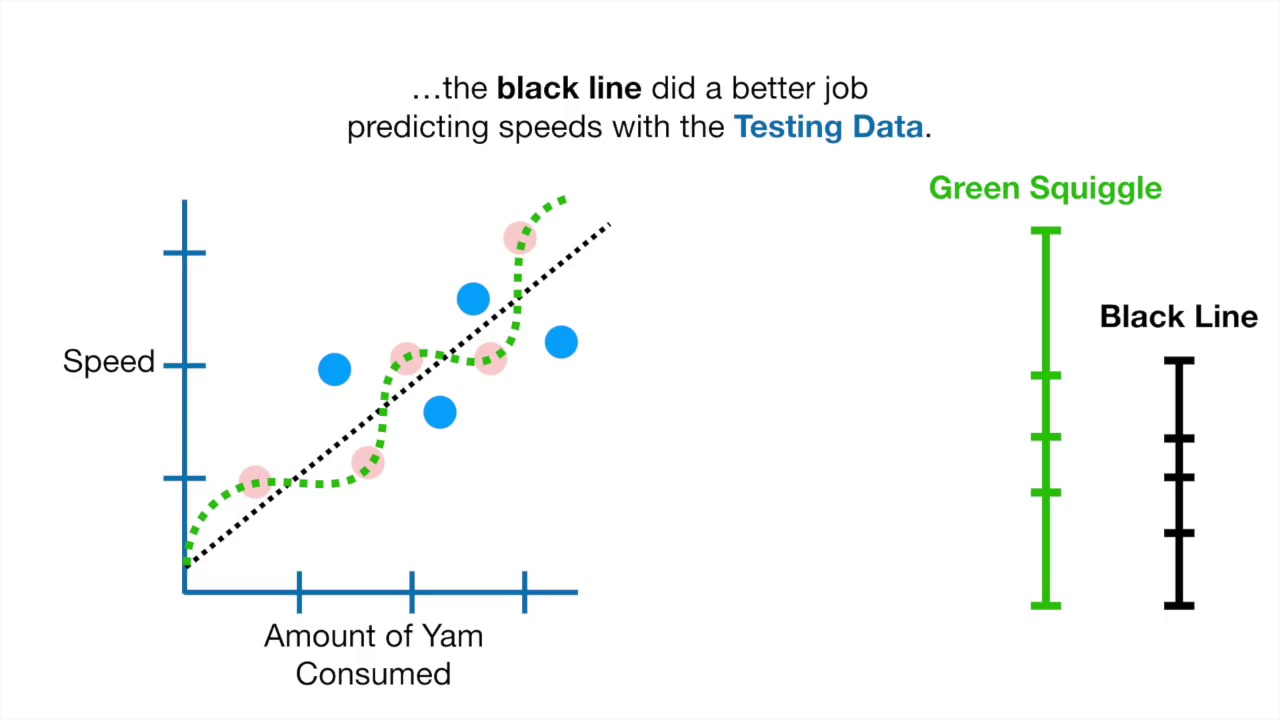 …the black line did a better job
predicting speeds with the Testing Data.
Green Squiggle
Black Line
Speed
Amount of Yam
Consumed